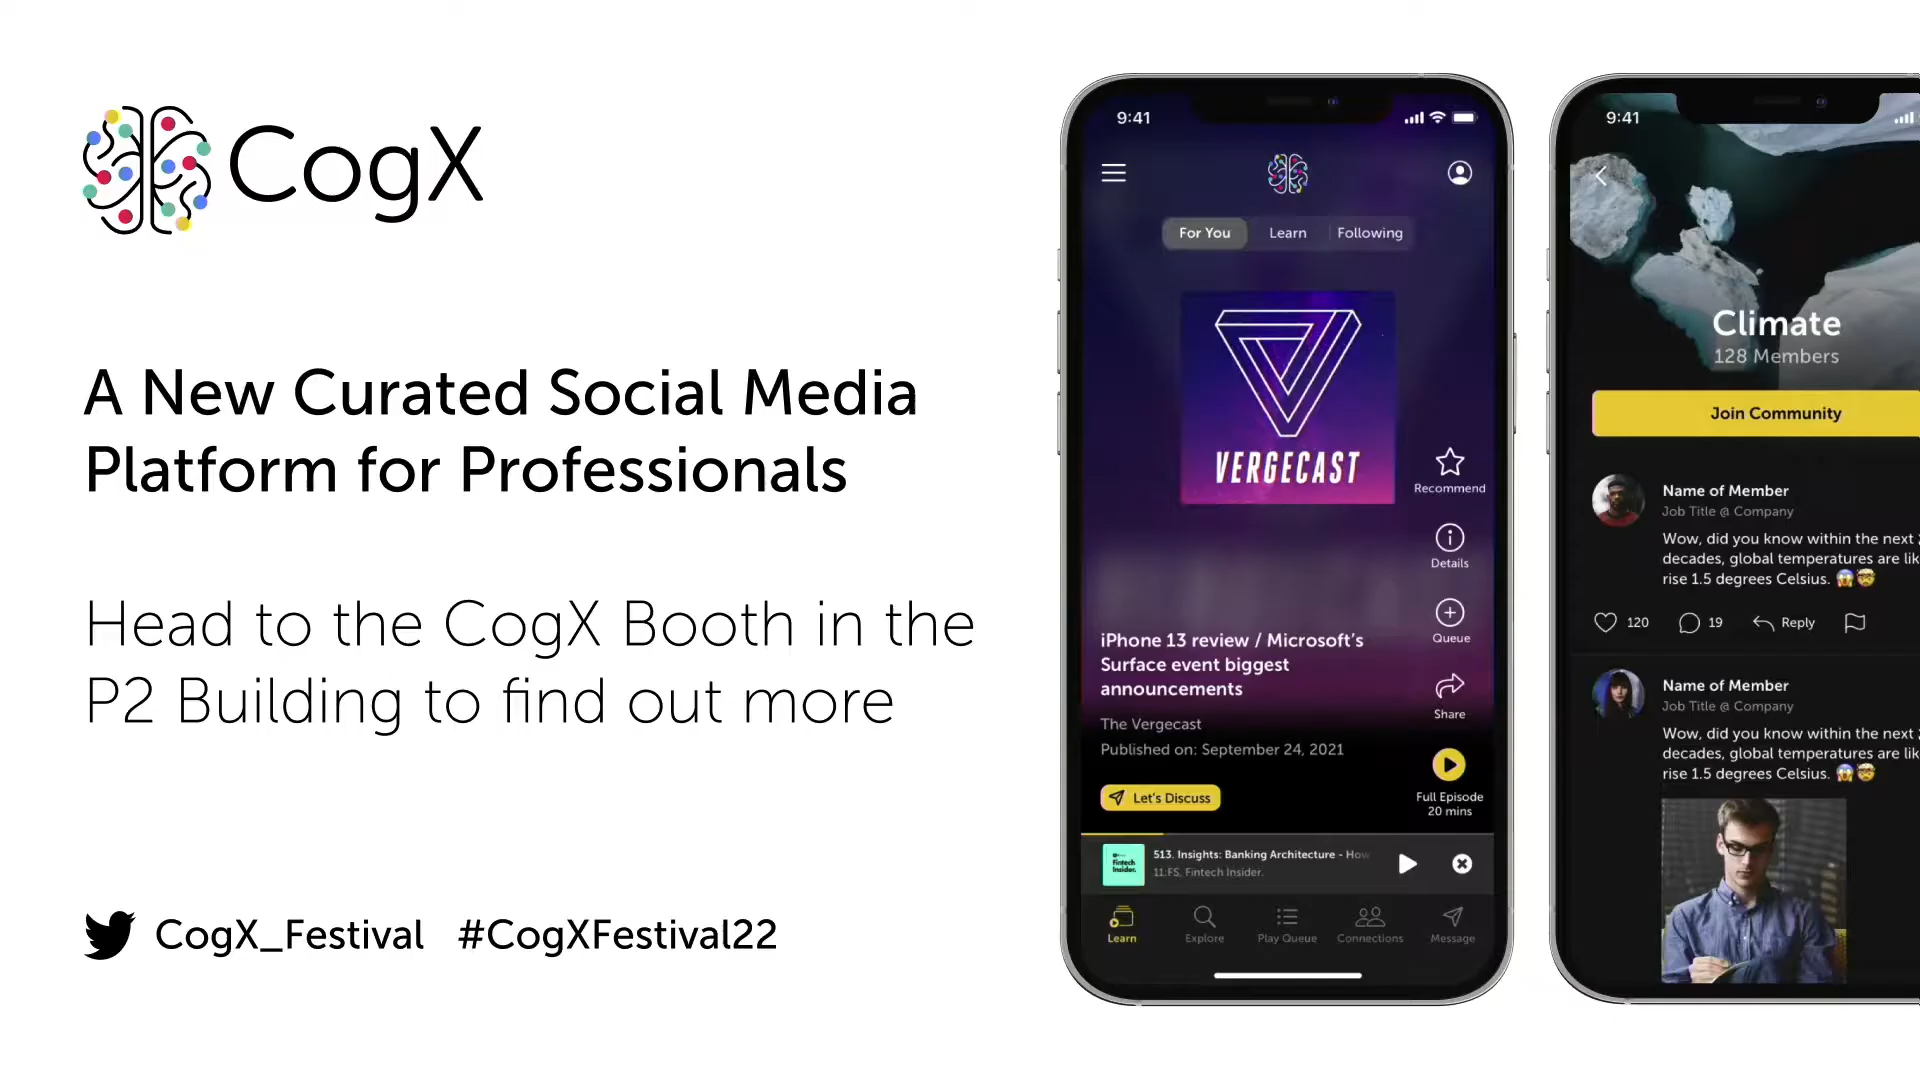 CogX
A New Curated Social Media
Platform for Professionals
Head to the CogX Booth in the
P2 Building to find out more
CogX_Festival #CogXFestival22
9:41
For You Learn Following
VERGECAST
Recommend
Details
Queue
iPhone 13 review / Microsoft's
Surface event biggest
announcements
Share
The Vergecast
Published on: September 24, 2021
Let's Discuss
Full Episode
20 mins
Fintech
Insider.
513. Insights: Banking Architecture - How
11:FS, Fintech Insider.
Learn Explore Play Queue Connections Message
9:41
Climate
128 Members
Join Community
Name of Member
Job Title @ Company
Wow, did you know within the next
decades, global temperatures are lik
rise 1.5 degrees Celsius. 😱🤯
120 19 Reply
Name of Member
Job Title @ Company
Wow, did you know within the next
decades, global temperatures are lik
rise 1.5 degrees Celsius. 😱🤯